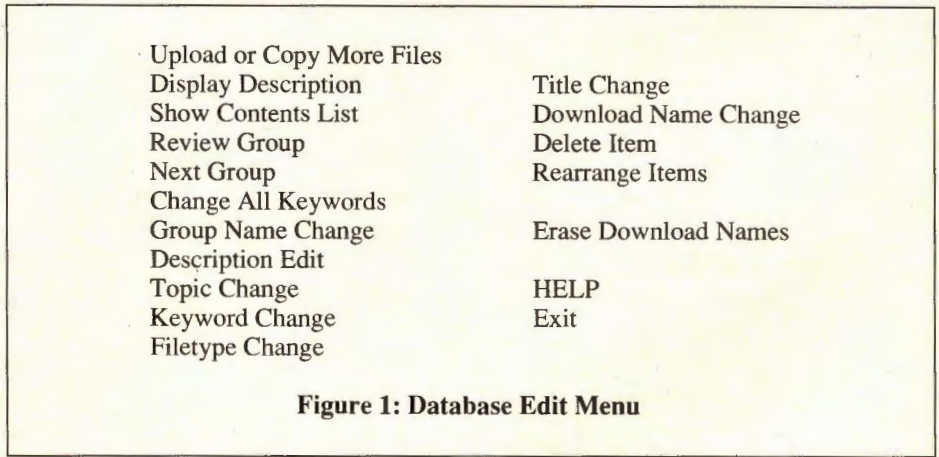 Upload or Copy More Files
Display Description Title Change
Show Contents List Download Name Change
Review Group Delete Item
Next Group Rearrange Items
Change All Keywords
Group Name Change Erase Download Names
Description Edit
Topic Change HELP
Keyword Change Exit
Filetype Change
Figure 1: Database Edit Menu